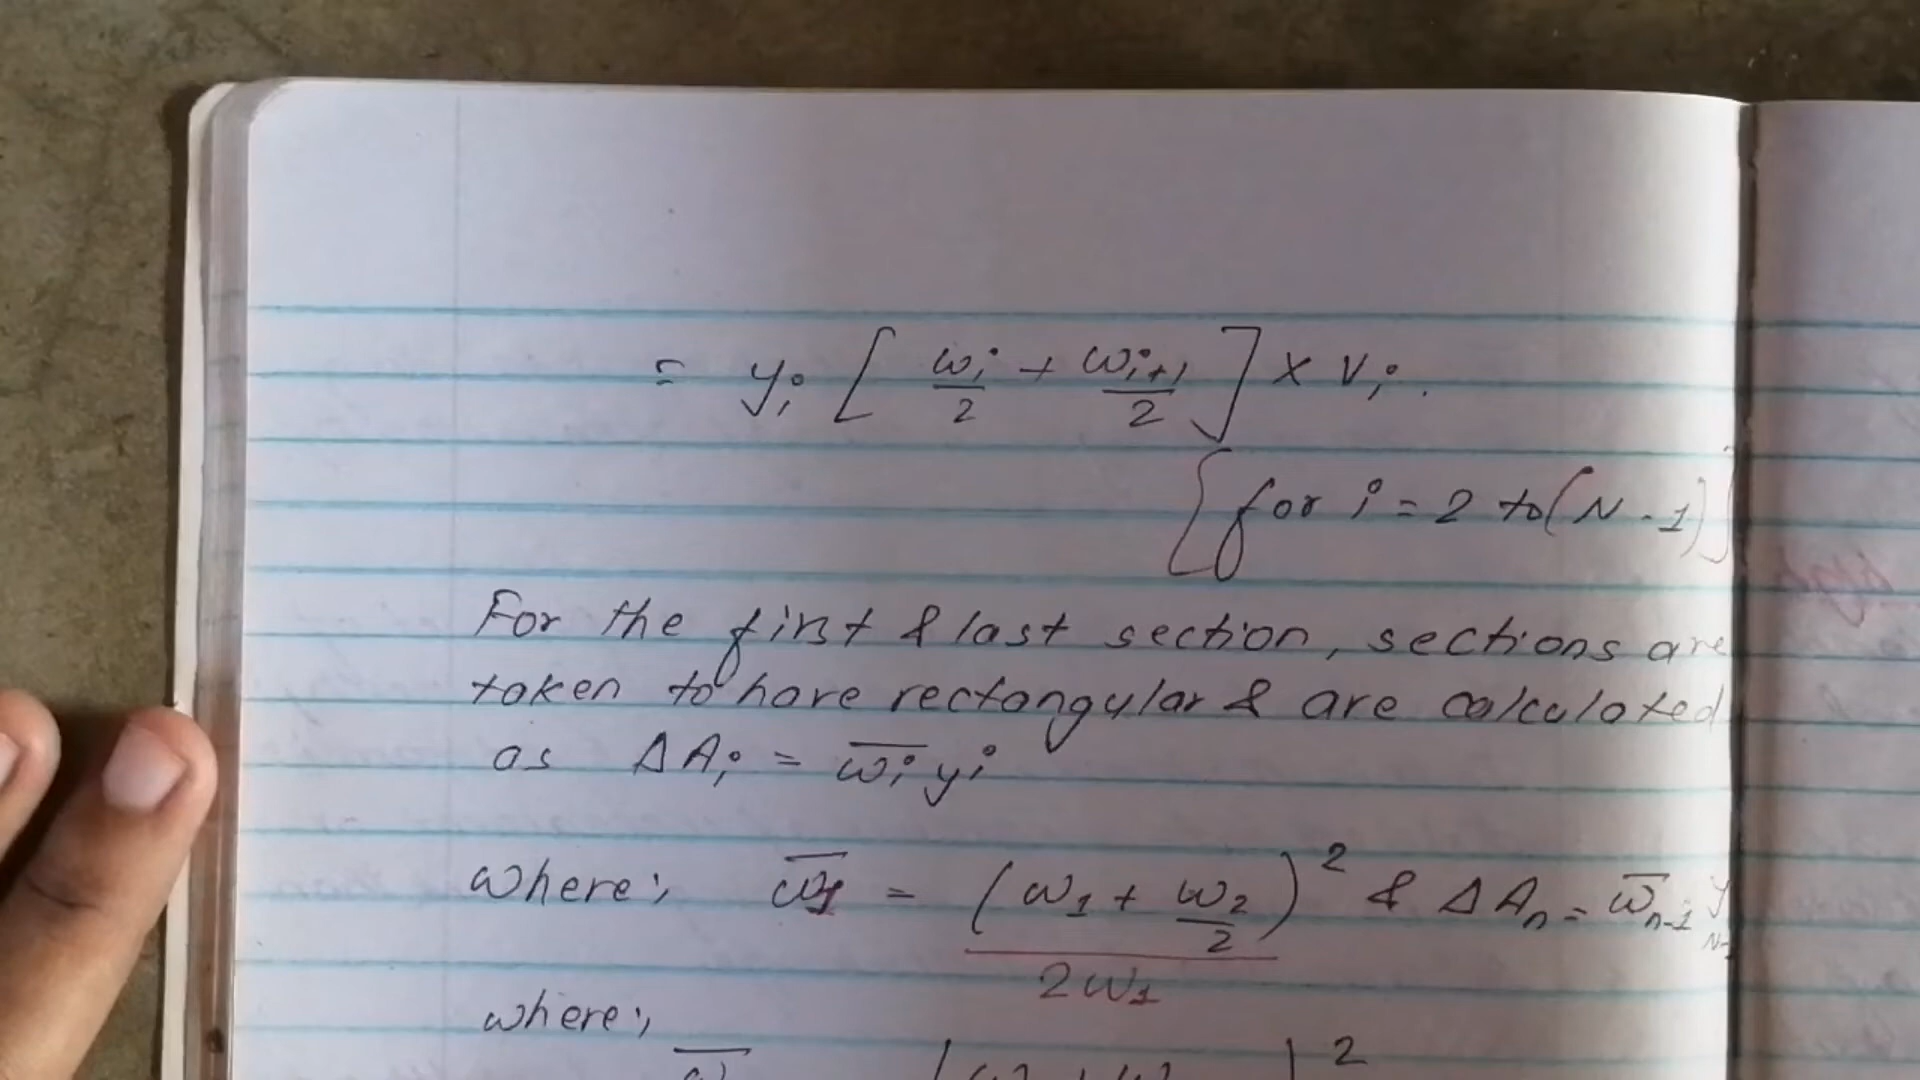 = yi [ wi/2 + wi+1/2 ] × vi.
[for i = 2 to (N-1)]
For the first & last section, sections are
taken to have rectangular & are calculated
as ΔAi = w̅i yi
where; w̅1 = (w1 + w2/2)² / 2w1 & ΔAn = w̅n-1 y
where;